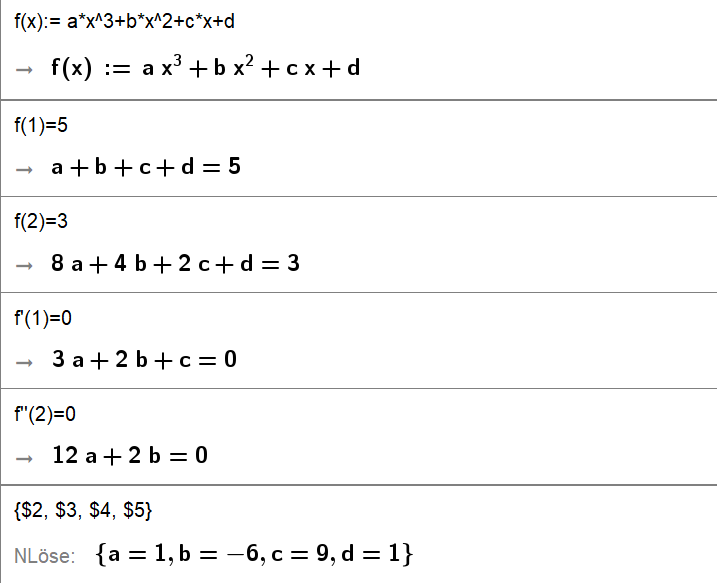 f(x):= a*x^3+b*x^2+c*x+d
→ f(x) := a x³ + b x² + c x + d
f(1)=5
→ a + b + c + d = 5
f(2)=3
→ 8 a + 4 b + 2 c + d = 3
f'(1)=0
→ 3 a + 2 b + c = 0
f''(2)=0
→ 12 a + 2 b = 0
{$2, $3, $4, $5}
NLöse: {a = 1, b = −6, c = 9, d = 1}